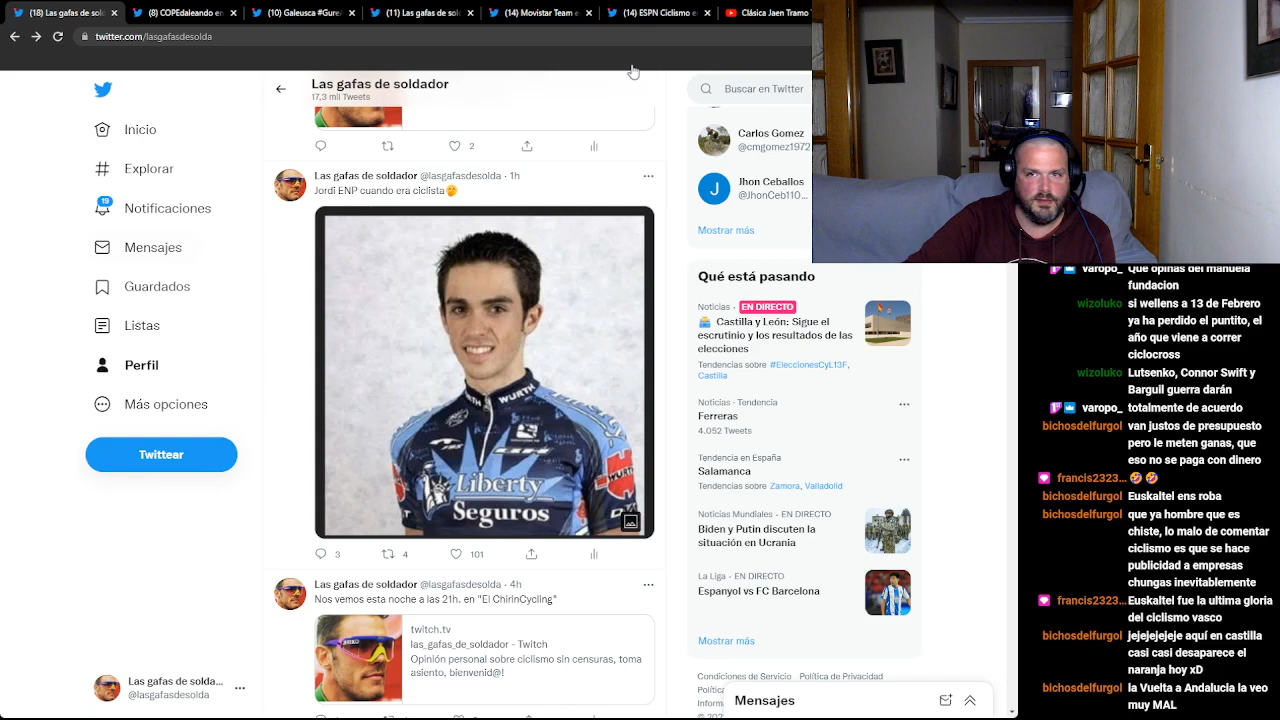 (12) Las gafas de sol
(8) COPEdaleando en
(10) Galeusca #Gure
(11) Las gafas de sol
(14) Movistar Team e
(14) ESPN Ciclismo e
Clásica Jaen Tramo
twitter.com/lasgafasdesolda
Las gafas de soldador
17,3 mil Tweets
Inicio
Explorar
19
Notificaciones
Mensajes
Guardados
Listas
Perfil
Más opciones
Twittear
Las gafas de solda...
@lasgafasdesolda
2
Las gafas de soldador @lasgafasdesolda · 1h
Jordi ENP cuando era ciclista
WURTH
Liberty
Seguros
WURTH
3 4 101
Las gafas de soldador @lasgafasdesolda · 4h
Nos vemos esta noche a las 21h. en "El ChirinCycling"
twitch.tv
las_gafas_de_soldador - Twitch
Opinión personal sobre ciclismo sin censuras, toma
asiento, bienvenid@!
Buscar en Twitter
Carlos Gomez
@cmgomez1972
J
Jhon Ceballos
@JhonCeb110...
Mostrar más
Qué está pasando
Noticias · EN DIRECTO
Castilla y León: Sigue el
escrutinio y los resultados de las
elecciones
Tendencias sobre #EleccionesCyL13F,
Castilla
Noticias · Tendencia
Ferreras
4.052 Tweets
Tendencia en España
Salamanca
Tendencias sobre Zamora, Valladolid
Noticias Mundiales · EN DIRECTO
Biden y Putin discuten la
situación en Ucrania
La Liga · EN DIRECTO
Espanyol vs FC Barcelona
Mostrar más
Condiciones de Servicio Política de Privacidad
Mensajes
varopo_ Que opinas del manuela
fundacion
wizoluko si wellens a 13 de Febrero
ya ha perdido el puntito, el
año que viene a correr
ciclocross
wizoluko Lutsenko, Connor Swift y
Barguil guerra darán
varopo_ totalmente de acuerdo
bichosdelfurgol van justos de presupuesto
pero le meten ganas, que
eso no se paga con dinero
francis2323...
bichosdelfurgol Euskaltel ens roba
bichosdelfurgol que ya hombre que es
chiste, lo malo de comentar
ciclismo es que se hace
publicidad a empresas
chungas inevitablemente
francis2323... Euskaltel fue la ultima gloria
del ciclismo vasco
bichosdelfurgol jejejejeje aquí en castilla
casi casi desaparece el
naranja hoy xD
bichosdelfurgol la Vuelta a Andalucia la veo
muy MAL